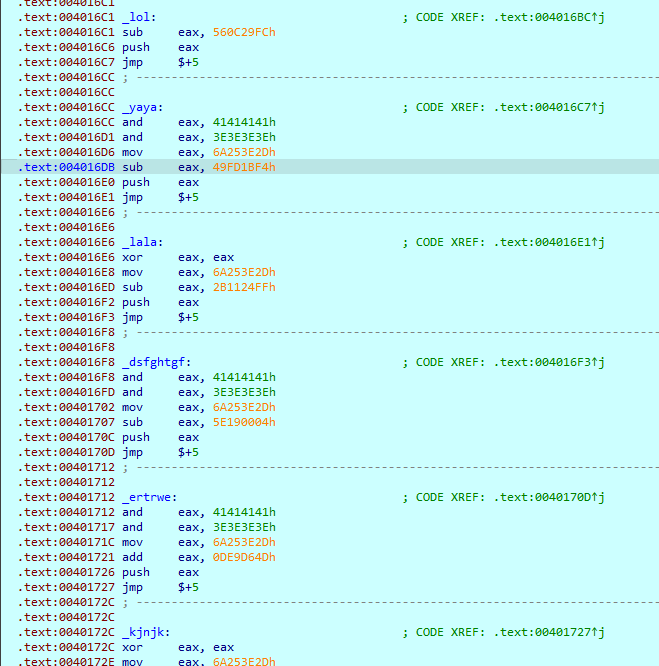 .text:004016C1
.text:004016C1 _lol: ; CODE XREF: .text:004016BC↑j
.text:004016C1 sub eax, 560C29FCh
.text:004016C6 push eax
.text:004016C7 jmp $+5
.text:004016CC ; ---------------------------------------------------------------------------
.text:004016CC
.text:004016CC _yaya: ; CODE XREF: .text:004016C7↑j
.text:004016CC and eax, 41414141h
.text:004016D1 and eax, 3E3E3E3Eh
.text:004016D6 mov eax, 6A253E2Dh
.text:004016DB sub eax, 49FD1BF4h
.text:004016E0 push eax
.text:004016E1 jmp $+5
.text:004016E6 ; ---------------------------------------------------------------------------
.text:004016E6
.text:004016E6 _lala: ; CODE XREF: .text:004016E1↑j
.text:004016E6 xor eax, eax
.text:004016E8 mov eax, 6A253E2Dh
.text:004016ED sub eax, 2B1124FFh
.text:004016F2 push eax
.text:004016F3 jmp $+5
.text:004016F8 ; ---------------------------------------------------------------------------
.text:004016F8
.text:004016F8 _dsfghtgf: ; CODE XREF: .text:004016F3↑j
.text:004016F8 and eax, 41414141h
.text:004016FD and eax, 3E3E3E3Eh
.text:00401702 mov eax, 6A253E2Dh
.text:00401707 sub eax, 5E190004h
.text:0040170C push eax
.text:0040170D jmp $+5
.text:00401712 ; ---------------------------------------------------------------------------
.text:00401712
.text:00401712 _ertrwe: ; CODE XREF: .text:0040170D↑j
.text:00401712 and eax, 41414141h
.text:00401717 and eax, 3E3E3E3Eh
.text:0040171C mov eax, 6A253E2Dh
.text:00401721 add eax, 0DE9D64Dh
.text:00401726 push eax
.text:00401727 jmp $+5
.text:0040172C ; ---------------------------------------------------------------------------
.text:0040172C
.text:0040172C _kjnjk: ; CODE XREF: .text:00401727↑j
.text:0040172C xor eax, eax
.text:0040172E mov eax, 6A253E2Dh